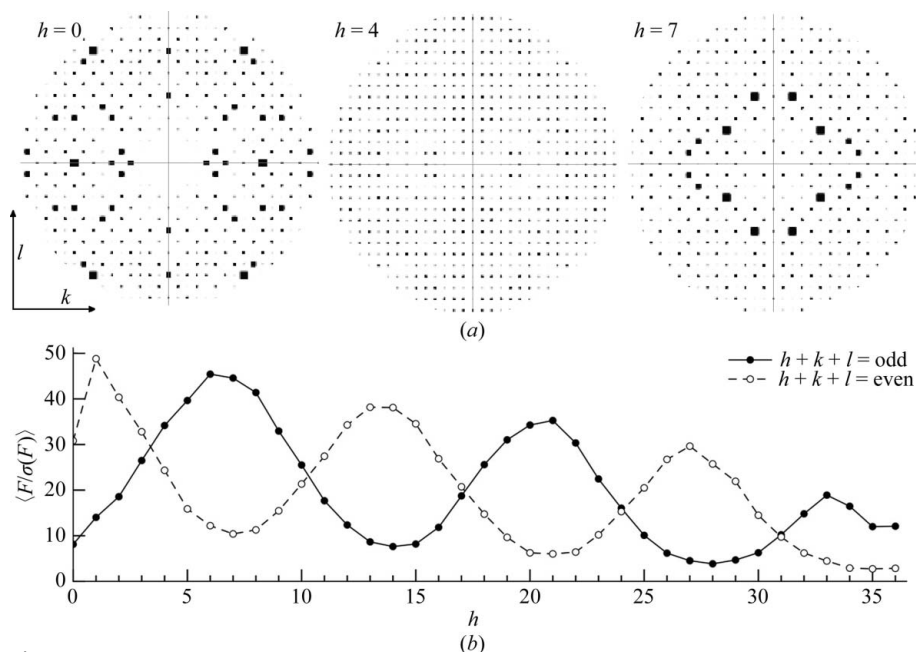 h = 0
h = 4
h = 7
l
k
(a)
50
40
30
20
10
0
⟨F/σ(F)⟩
h + k + l = odd
h + k + l = even
0 5 10 15 20 25 30 35
h
(b)